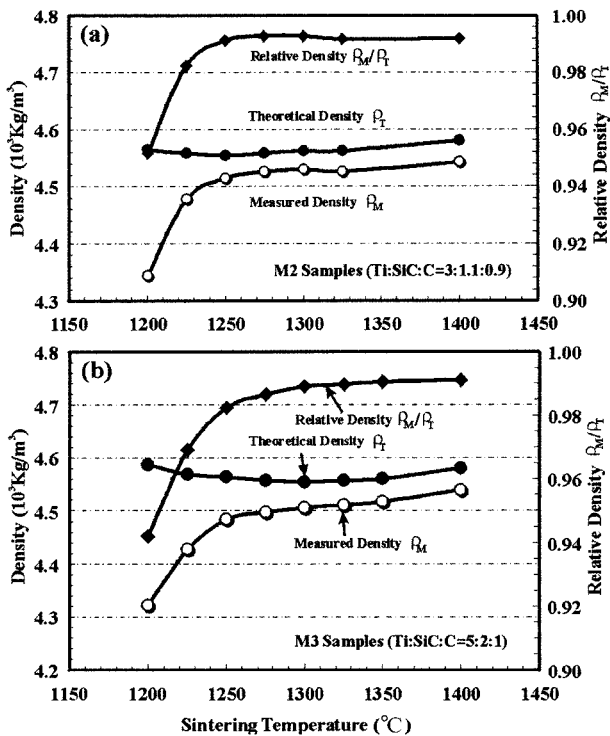 (a)
4.8
4.7
4.6
4.5
4.4
4.3
Density (10³Kg/m³)
1.00
0.98
0.96
0.94
0.92
0.90
Relative Density ρM/ρT
Relative Density ρM/ρT
Theoretical Density ρT
Measured Density ρM
M2 Samples (Ti:SiC:C=3:1.1:0.9)
1150 1200 1250 1300 1350 1400 1450
(b)
4.8
4.7
4.6
4.5
4.4
4.3
4.2
Density (10³Kg/m³)
1.00
0.98
0.96
0.94
0.92
0.90
Relative Density ρM/ρT
Relative Density ρM/ρT
Theoretical Density ρT
Measured Density ρM
M3 Samples (Ti:SiC:C=5:2:1)
1150 1200 1250 1300 1350 1400 1450
Sintering Temperature (°C)